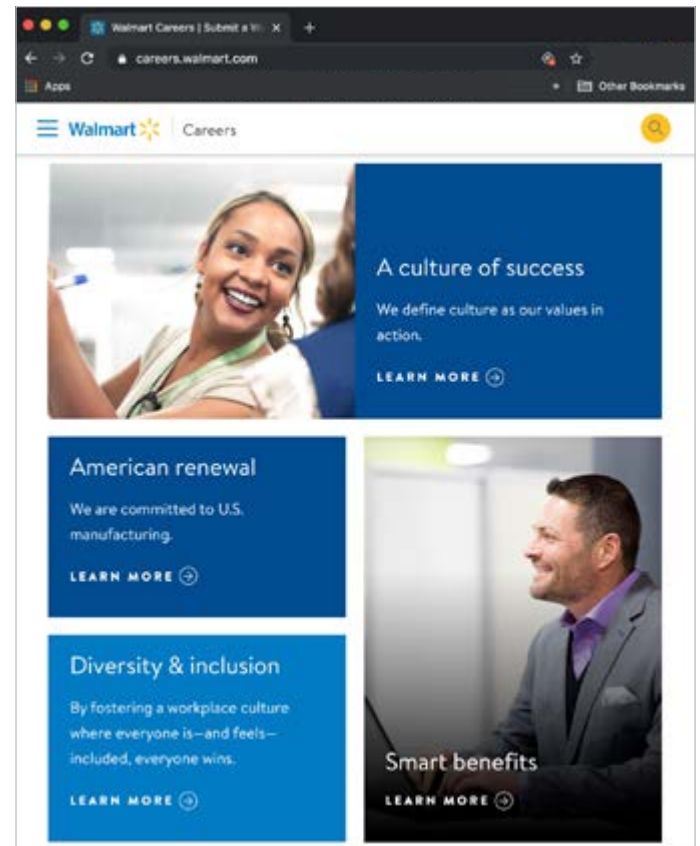 Walmart Careers | Submit a W
careers.walmart.com
Apps
Other Bookmarks
Walmart Careers
A culture of success
We define culture as our values in
action.
LEARN MORE
American renewal
We are committed to U.S.
manufacturing.
LEARN MORE
Diversity & inclusion
By fostering a workplace culture
where everyone is—and feels—
included, everyone wins.
LEARN MORE
Smart benefits
LEARN MORE